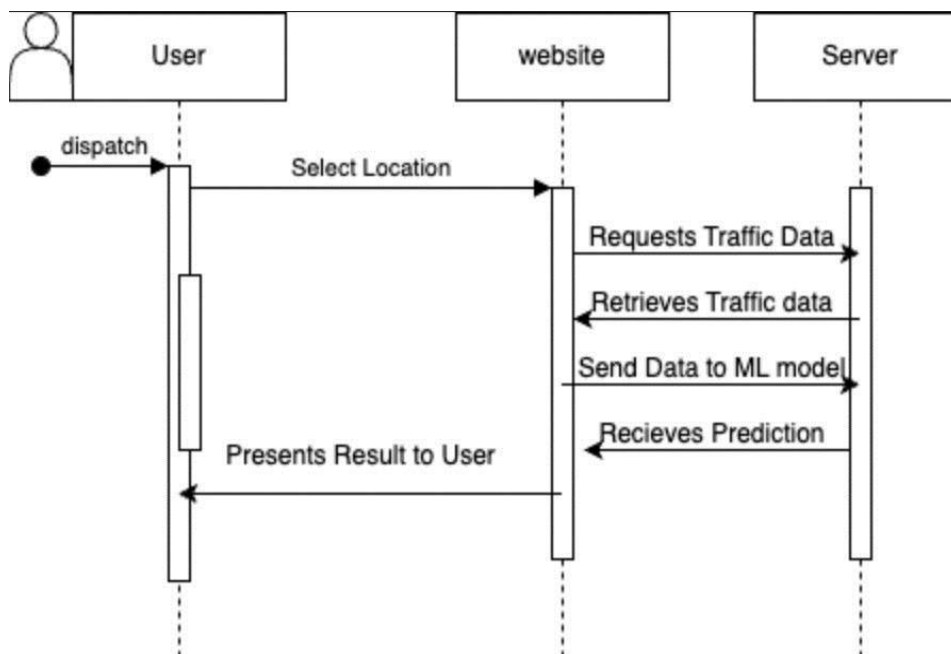 User
website
Server
dispatch
Select Location
Requests Traffic Data
Retrieves Traffic data
Send Data to ML model
Recieves Prediction
Presents Result to User